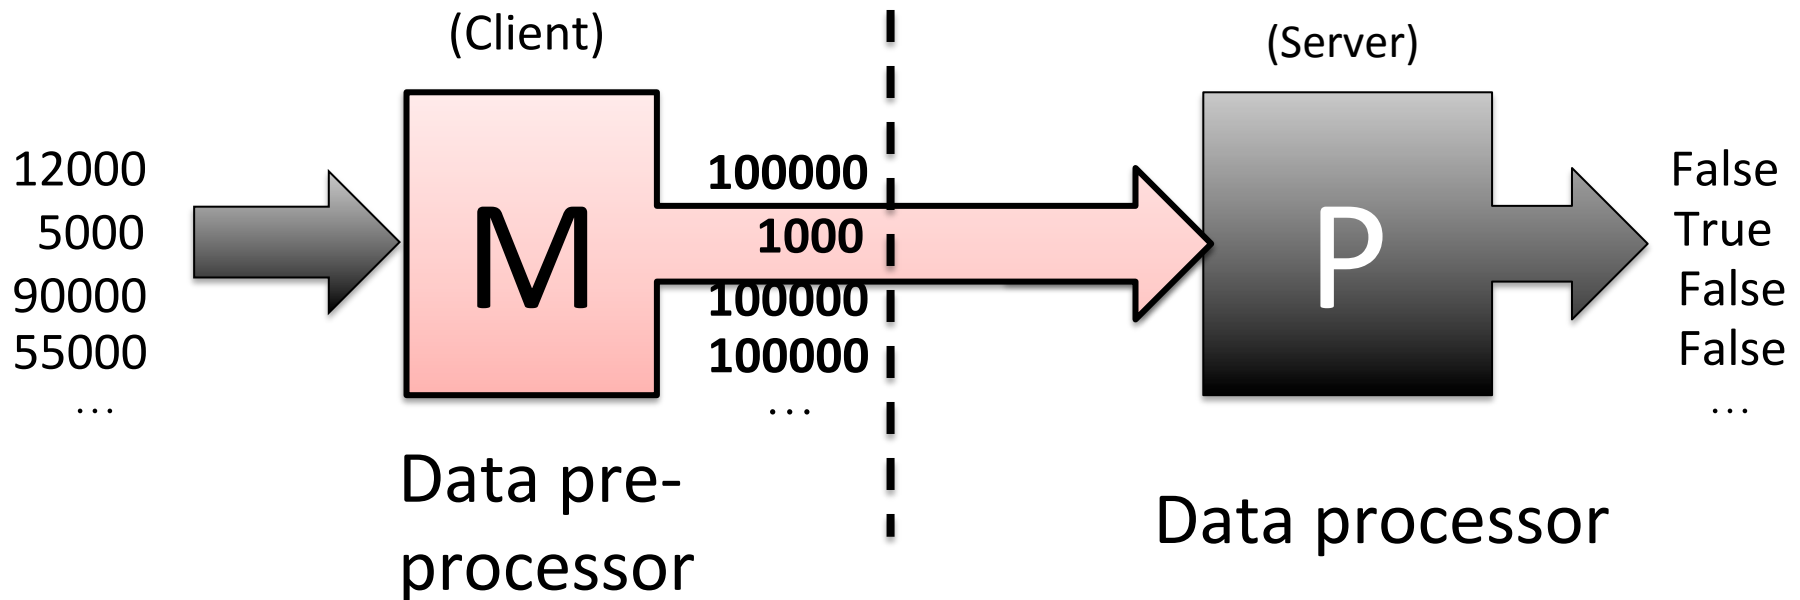 (Client)
(Server)
12000
5000
90000
55000
...
M
100000
1000
100000
100000
...
P
False
True
False
False
...
Data pre-
processor
Data processor